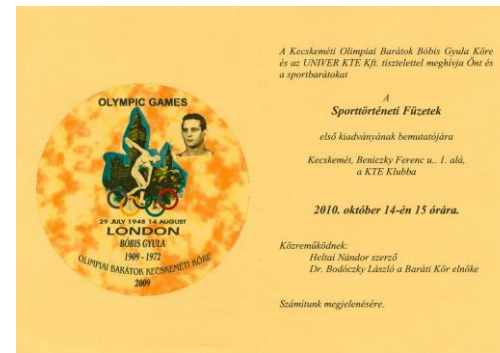 OLYMPIC GAMES
29 JULY 1948 14 AUGUST
LONDON
BÓBIS GYULA
1909 - 1972
OLIMPIAI BARÁTOK KECSKEMÉTI KÖRE
2009
A Kecskeméti Olimpiai Barátok Bóbis Gyula Köre
és az UNIVER KTE Kft. tisztelettel meghívja Önt és
a sportbarátokat
A
Sporttörténeti Füzetek
első kiadványának bemutatójára
Kecskemét, Beniczky Ferenc u.. 1. alá,
a KTE Klubba
2010. október 14-én 15 órára.
Közreműködnek:
Heltai Nándor szerző
Dr. Bodóczky László a Baráti Kör elnöke
Számítunk megjelenésére.